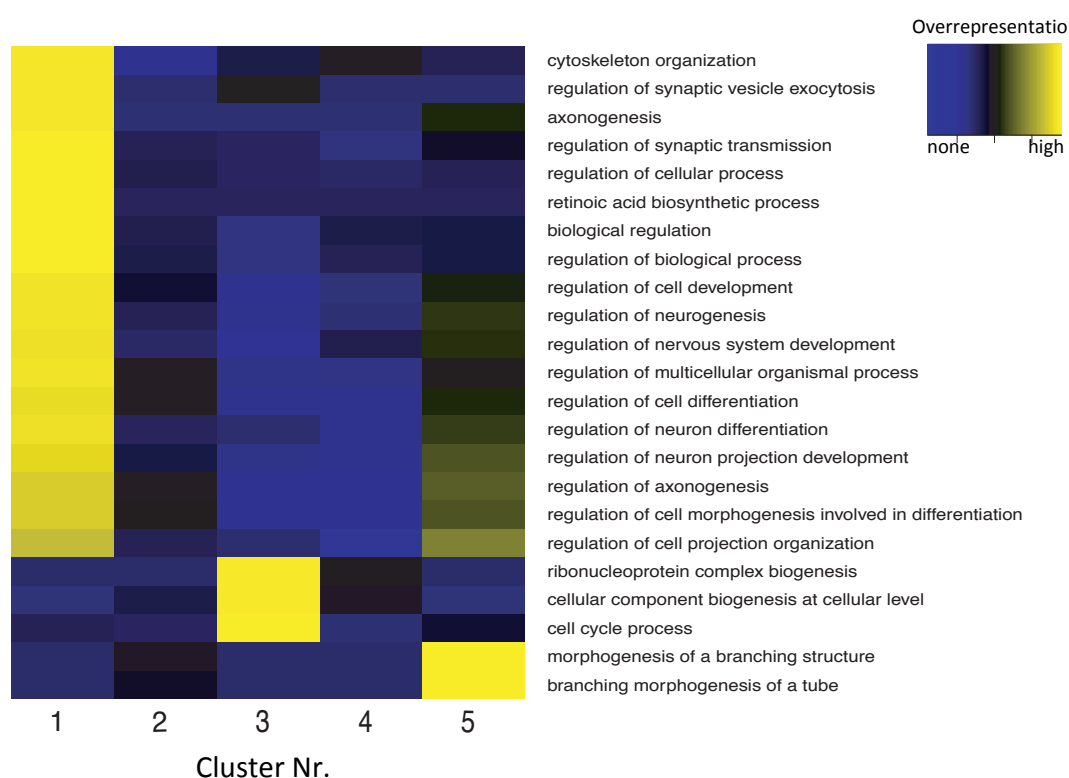 Overrepresentatio
none high
cytoskeleton organization
regulation of synaptic vesicle exocytosis
axonogenesis
regulation of synaptic transmission
regulation of cellular process
retinoic acid biosynthetic process
biological regulation
regulation of biological process
regulation of cell development
regulation of neurogenesis
regulation of nervous system development
regulation of multicellular organismal process
regulation of cell differentiation
regulation of neuron differentiation
regulation of neuron projection development
regulation of axonogenesis
regulation of cell morphogenesis involved in differentiation
regulation of cell projection organization
ribonucleoprotein complex biogenesis
cellular component biogenesis at cellular level
cell cycle process
morphogenesis of a branching structure
branching morphogenesis of a tube
1 2 3 4 5
Cluster Nr.